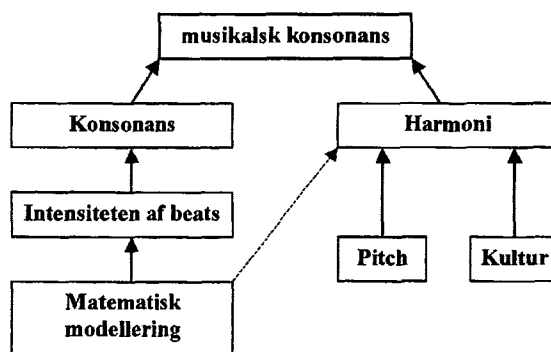 musikalsk konsonans
Konsonans
Harmoni
Intensiteten af beats
Pitch
Kultur
Matematisk
modellering